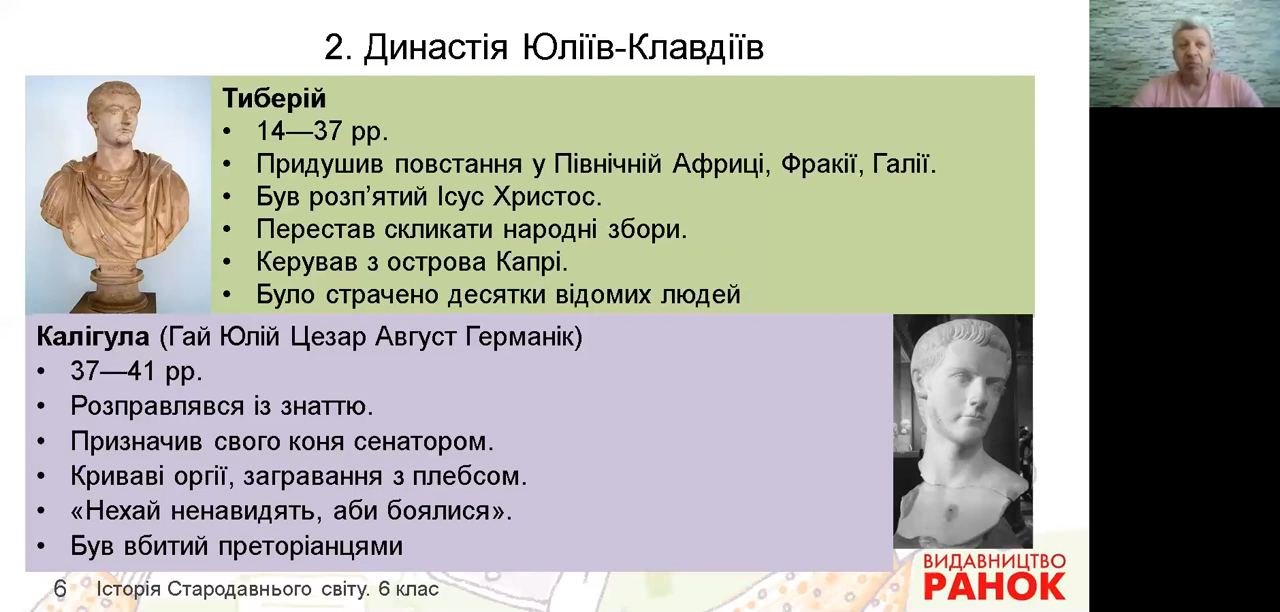 2. Династія Юліїв-Клавдіїв
Тиберій
• 14—37 рр.
• Придушив повстання у Північній Африці, Фракії, Галії.
• Був розп’ятий Ісус Христос.
• Перестав скликати народні збори.
• Керував з острова Капрі.
• Було страчено десятки відомих людей
Калігула (Гай Юлій Цезар Август Германік)
• 37—41 рр.
• Розправлявся із знаттю.
• Призначив свого коня сенатором.
• Криваві оргії, загравання з плебсом.
• «Нехай ненавидять, аби боялися».
• Був вбитий преторіанцями
6 Історія Стародавнього світу. 6 клас
ВИДАВНИЦТВО
РАНОК